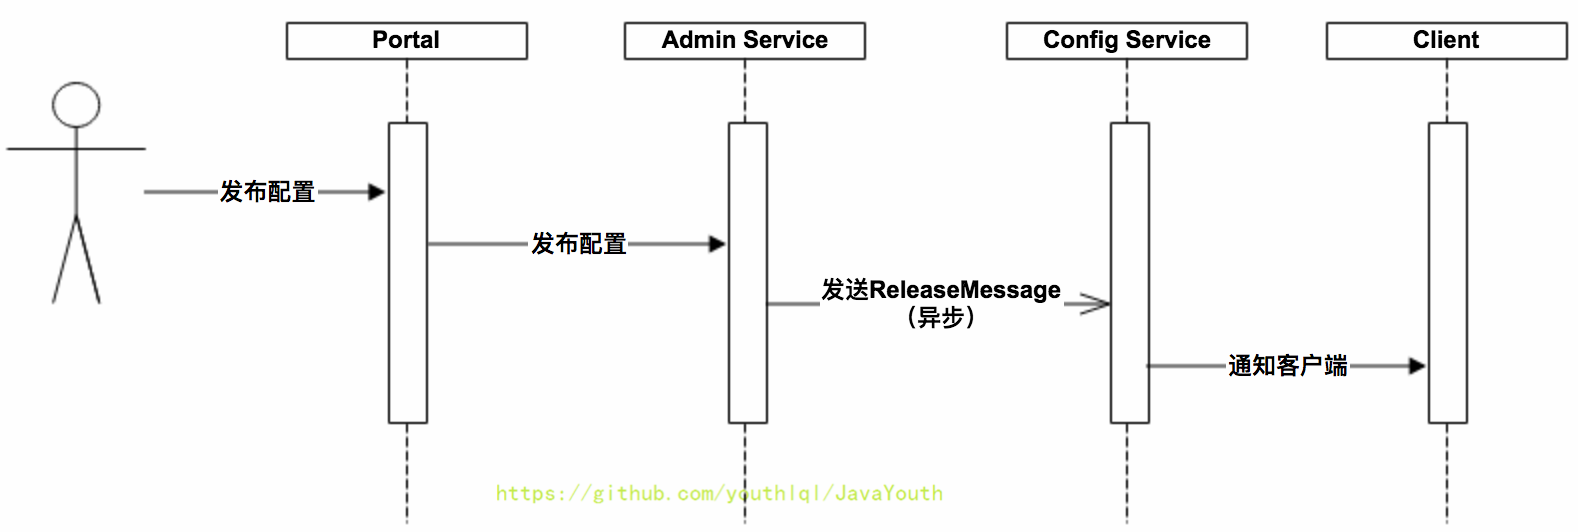 Portal
Admin Service
Config Service
Client
发布配置
发布配置
发送ReleaseMessage
（异步）
通知客户端
https://github.com/youthlql/JavaYouth